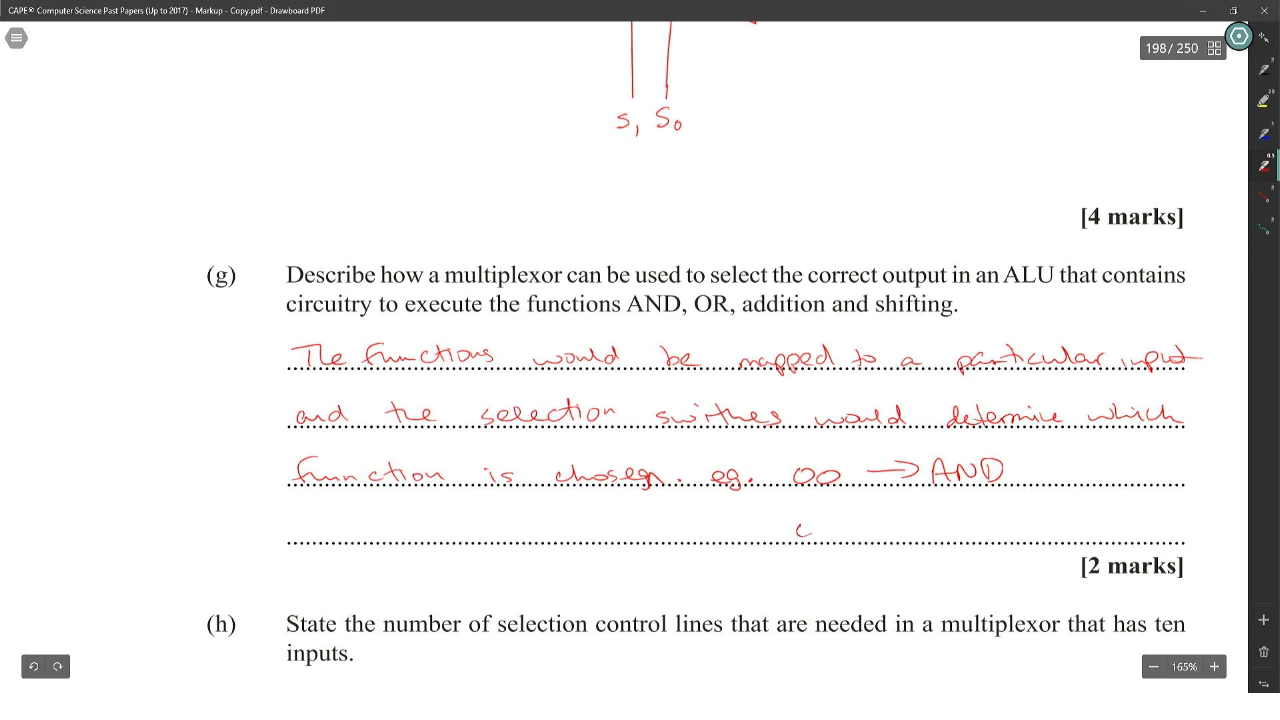 CAPE® Computer Science Past Papers (Up to 2017) - Markup - Copy.pdf - Drawboard PDF
198 / 250
S1 S0
[4 marks]
(g) Describe how a multiplexor can be used to select the correct output in an ALU that contains
circuitry to execute the functions AND, OR, addition and shifting.
The functions would be mapped to a particular input
and the selection swithes would determine which
function is chosen. eg. 00 → AND
[2 marks]
(h) State the number of selection control lines that are needed in a multiplexor that has ten
inputs.
165%